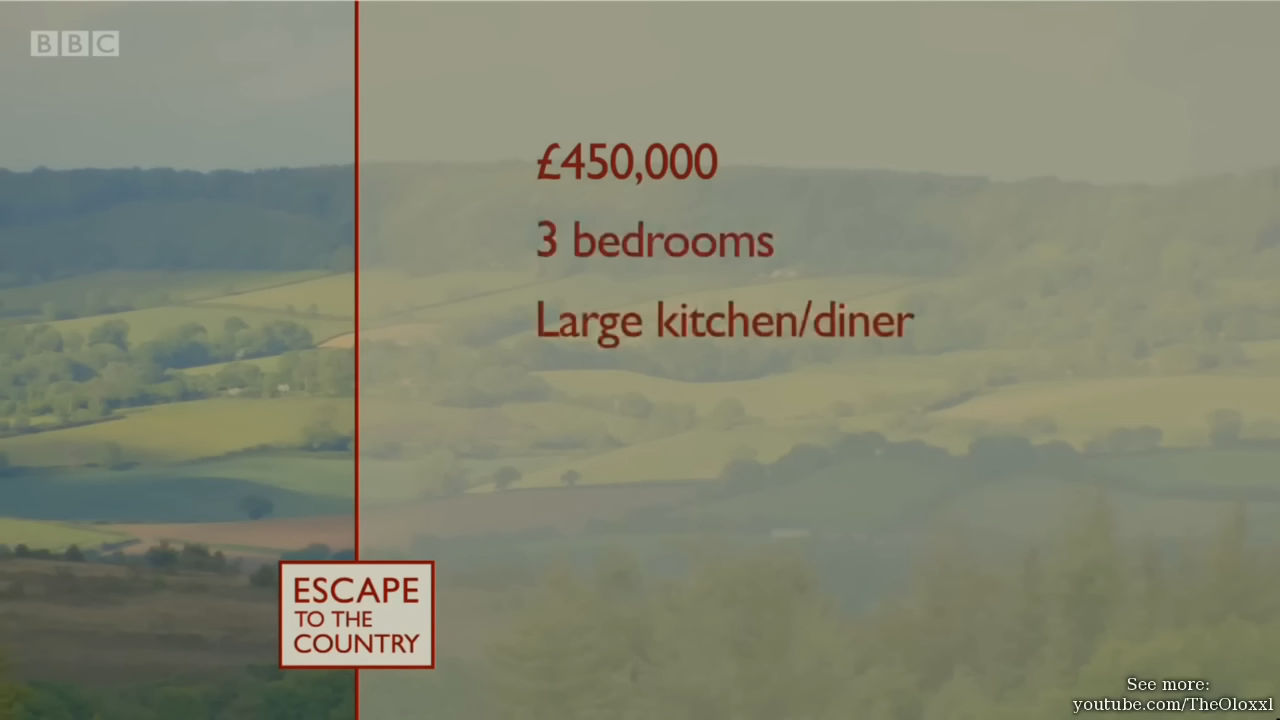 BBC
£450,000
3 bedrooms
Large kitchen/diner
ESCAPE
TO THE
COUNTRY
See more:
youtube.com/TheOloxxl